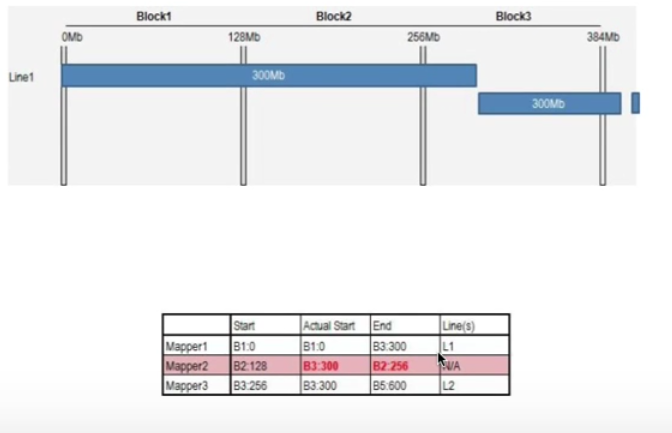 Block1 Block2 Block3
0Mb 128Mb 256Mb 384Mb
Line1 300Mb
300Mb
Start Actual Start End Line(s)
Mapper1 B1:0 B1:0 B3:300 L1
Mapper2 B2:128 B3:300 B2:256 N/A
Mapper3 B3:256 B3:300 B5:600 L2